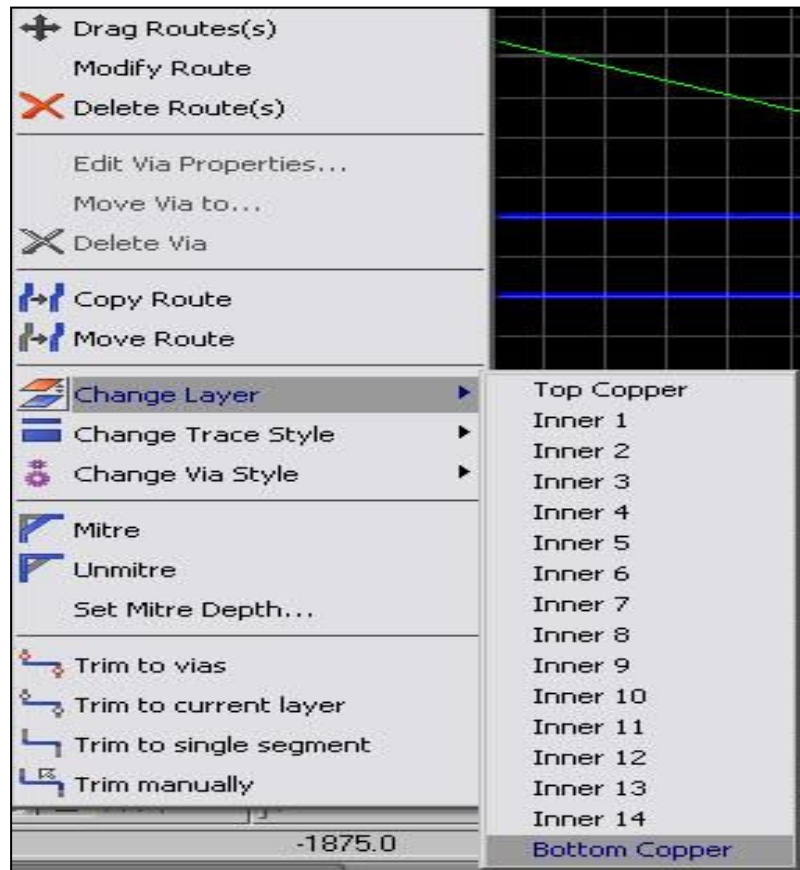 Drag Routes(s)
Modify Route
Delete Route(s)
Edit Via Properties...
Move Via to...
Delete Via
Copy Route
Move Route
Change Layer
Change Trace Style
Change Via Style
Mitre
Unmitre
Set Mitre Depth...
Trim to vias
Trim to current layer
Trim to single segment
Trim manually
-1875.0
Top Copper
Inner 1
Inner 2
Inner 3
Inner 4
Inner 5
Inner 6
Inner 7
Inner 8
Inner 9
Inner 10
Inner 11
Inner 12
Inner 13
Inner 14
Bottom Copper